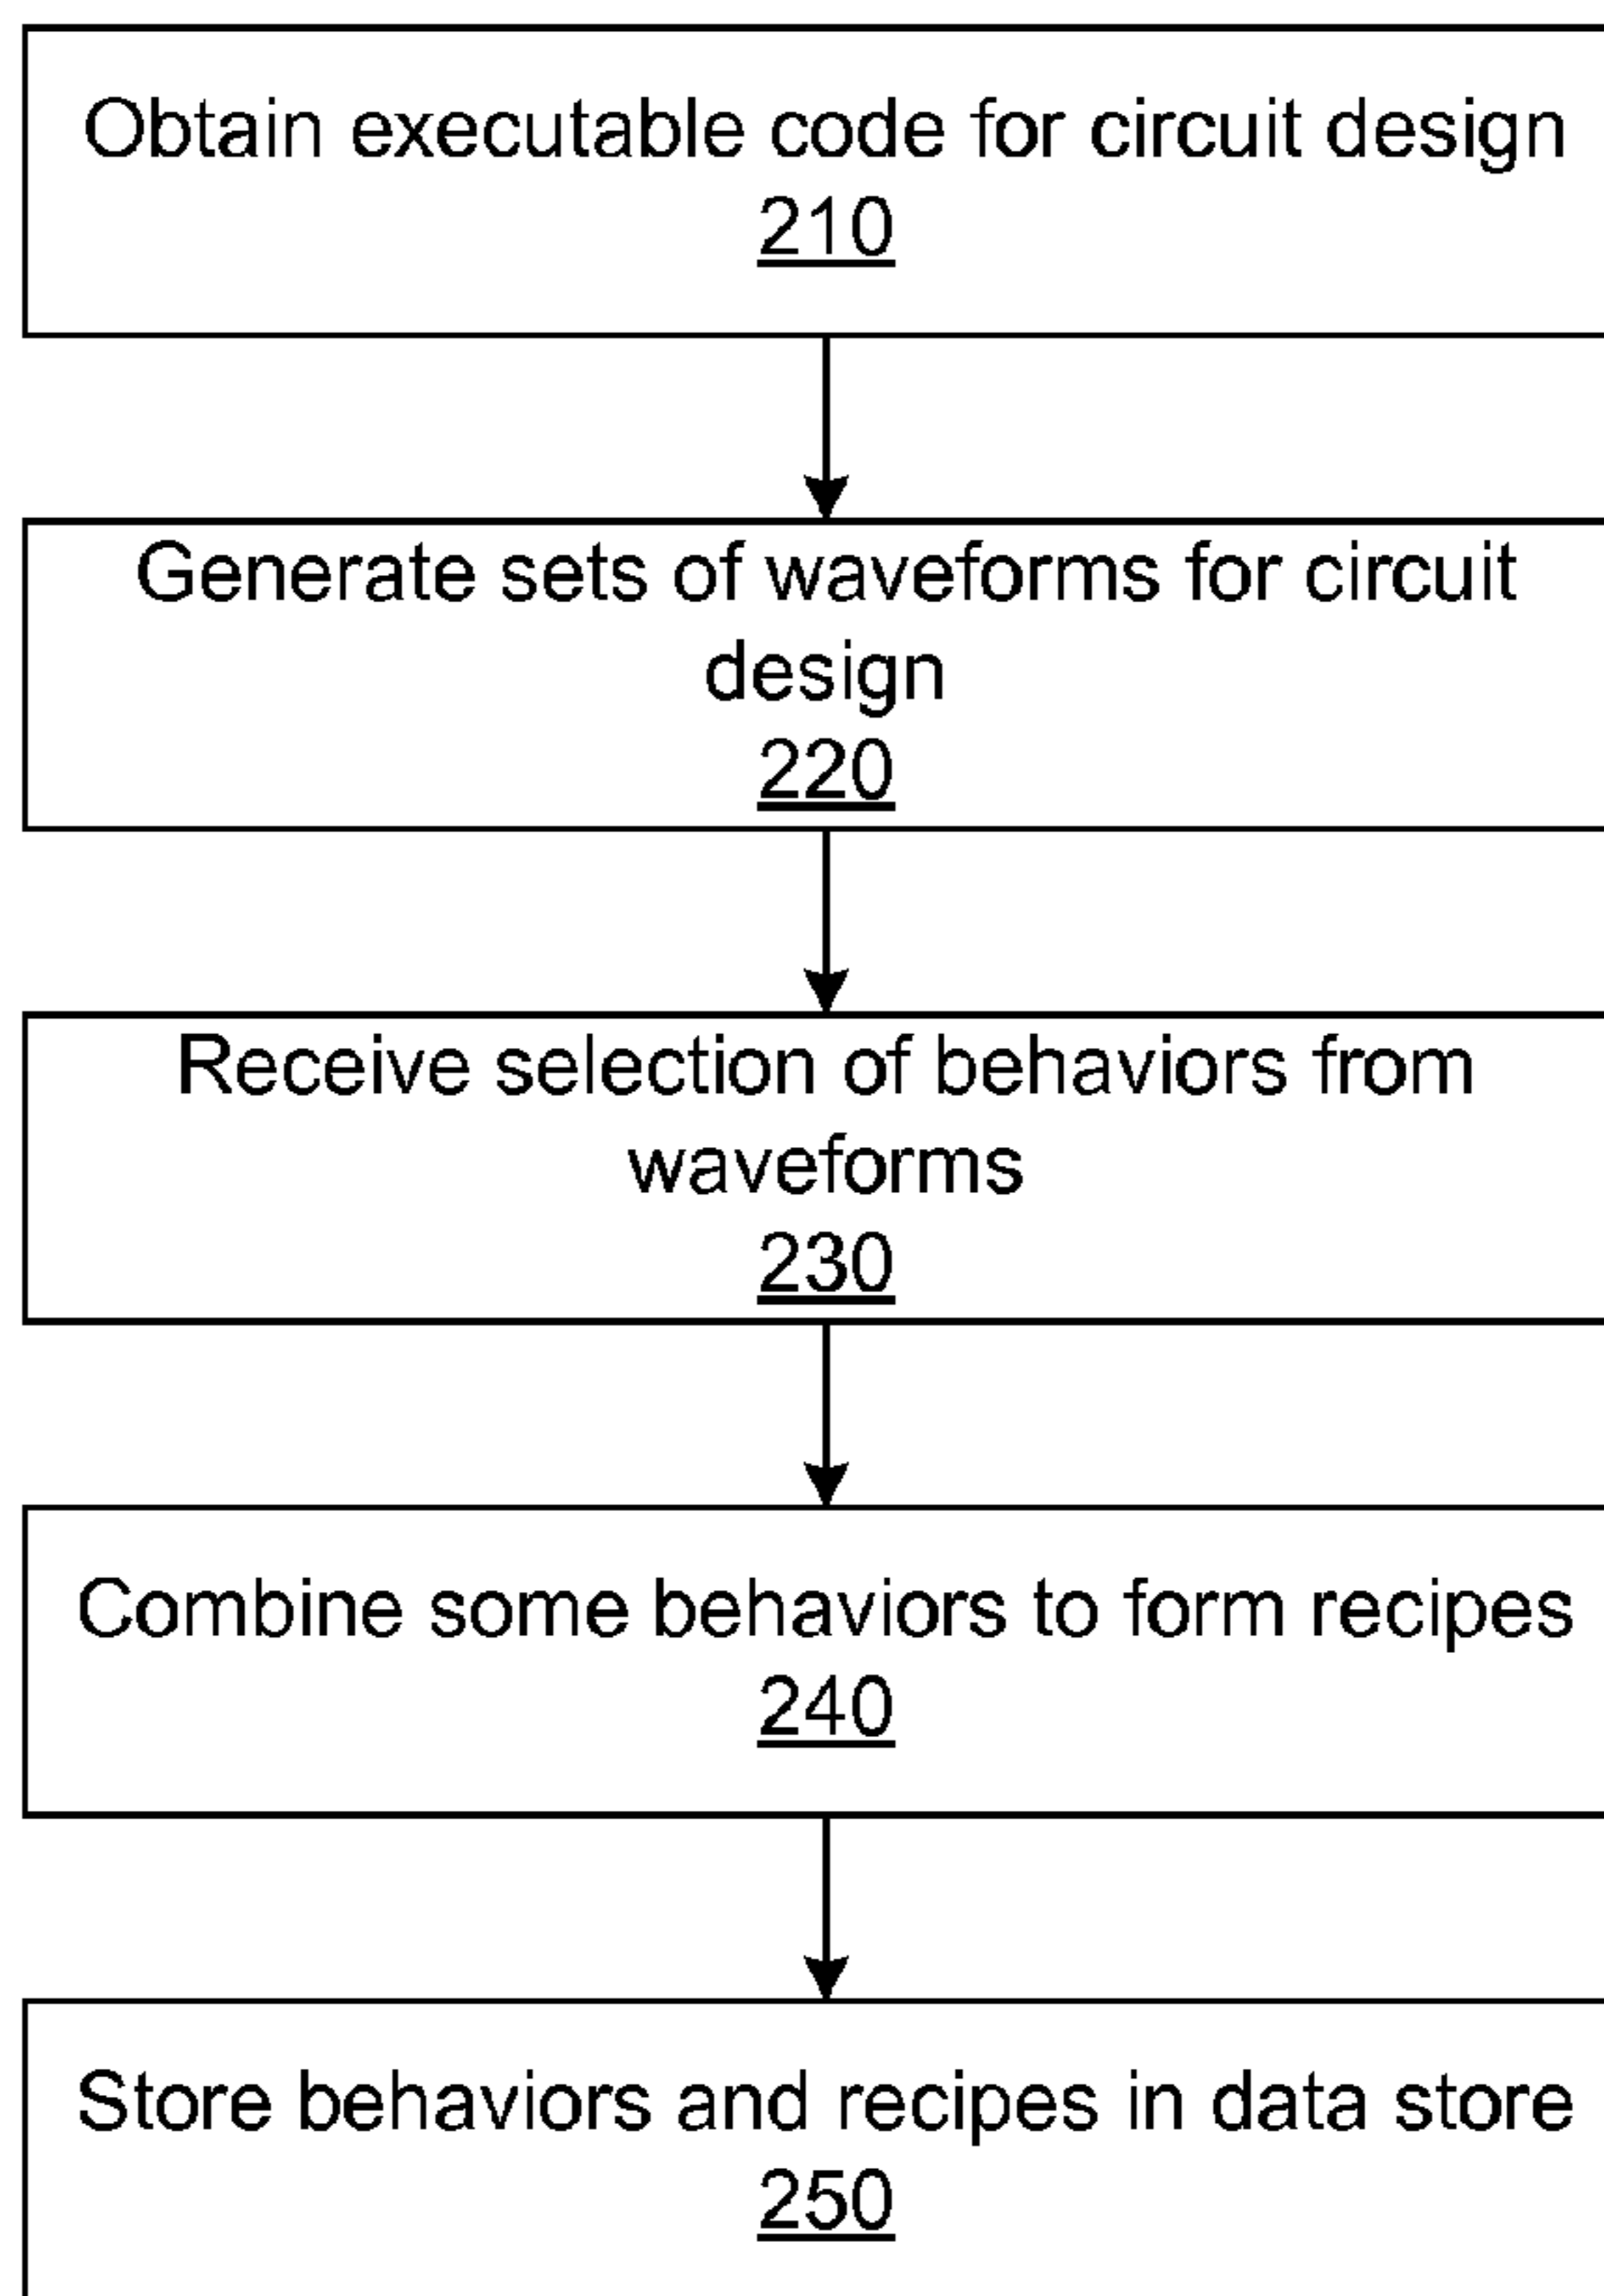 Obtain executable code for circuit design
210
Generate sets of waveforms for circuit
design
220
Receive selection of behaviors from
waveforms
230
Combine some behaviors to form recipes
240
Store behaviors and recipes in data store
250